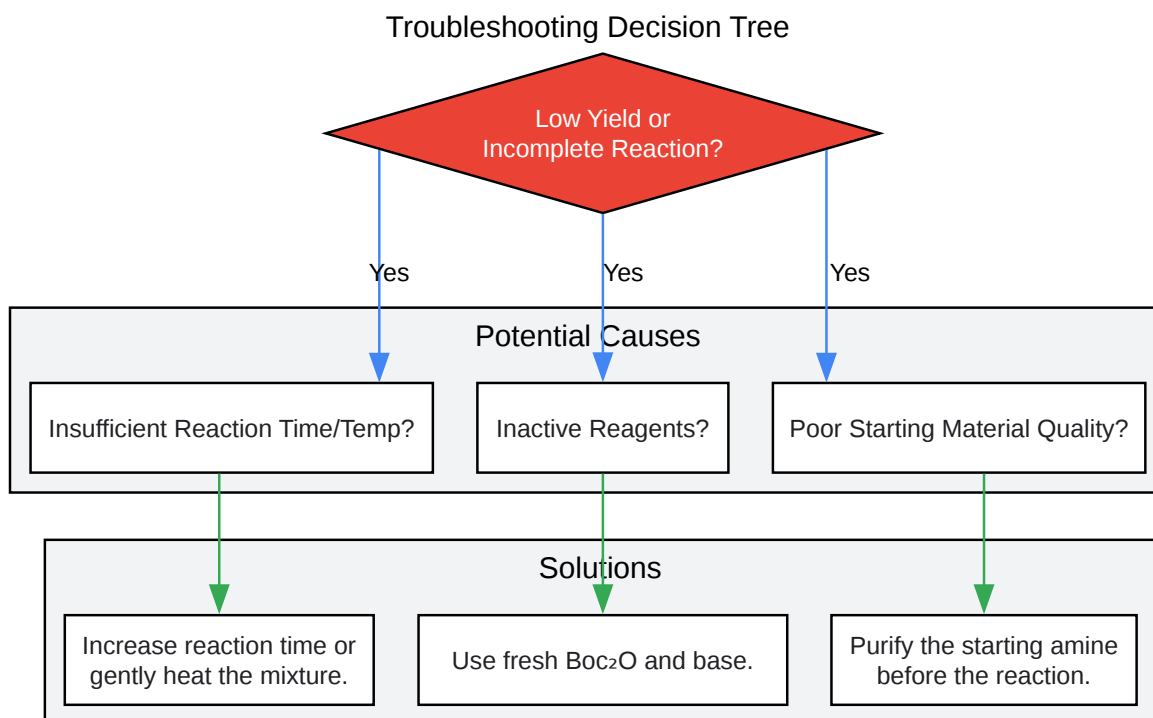 Troubleshooting Decision Tree
Low Yield or
Incomplete Reaction?
Yes
Yes
Yes
Potential Causes
Insufficient Reaction Time/Temp?
Inactive Reagents?
Poor Starting Material Quality?
Solutions
Increase reaction time or
gently heat the mixture.
Use fresh Boc₂O and base.
Purify the starting amine
before the reaction.